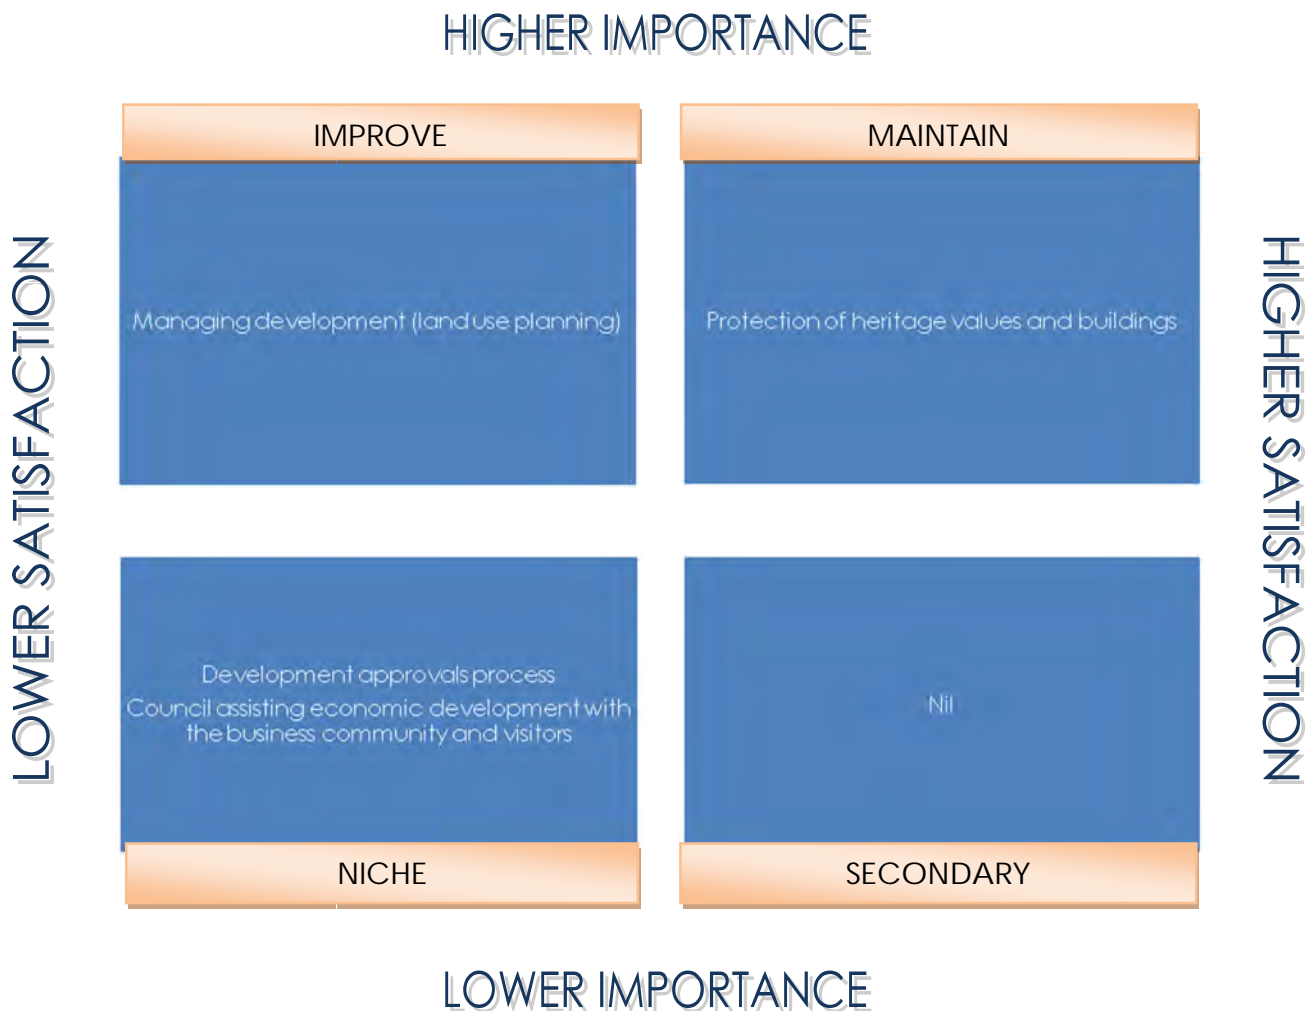 HIGHER IMPORTANCE
IMPROVE
MAINTAIN
LOWER SATISFACTION
Managing development (land use planning)
Protection of heritage values and buildings
HIGHER SATISFACTION
Development approvals process
Council assisting economic development with
the business community and visitors
Nil
NICHE
SECONDARY
LOWER IMPORTANCE